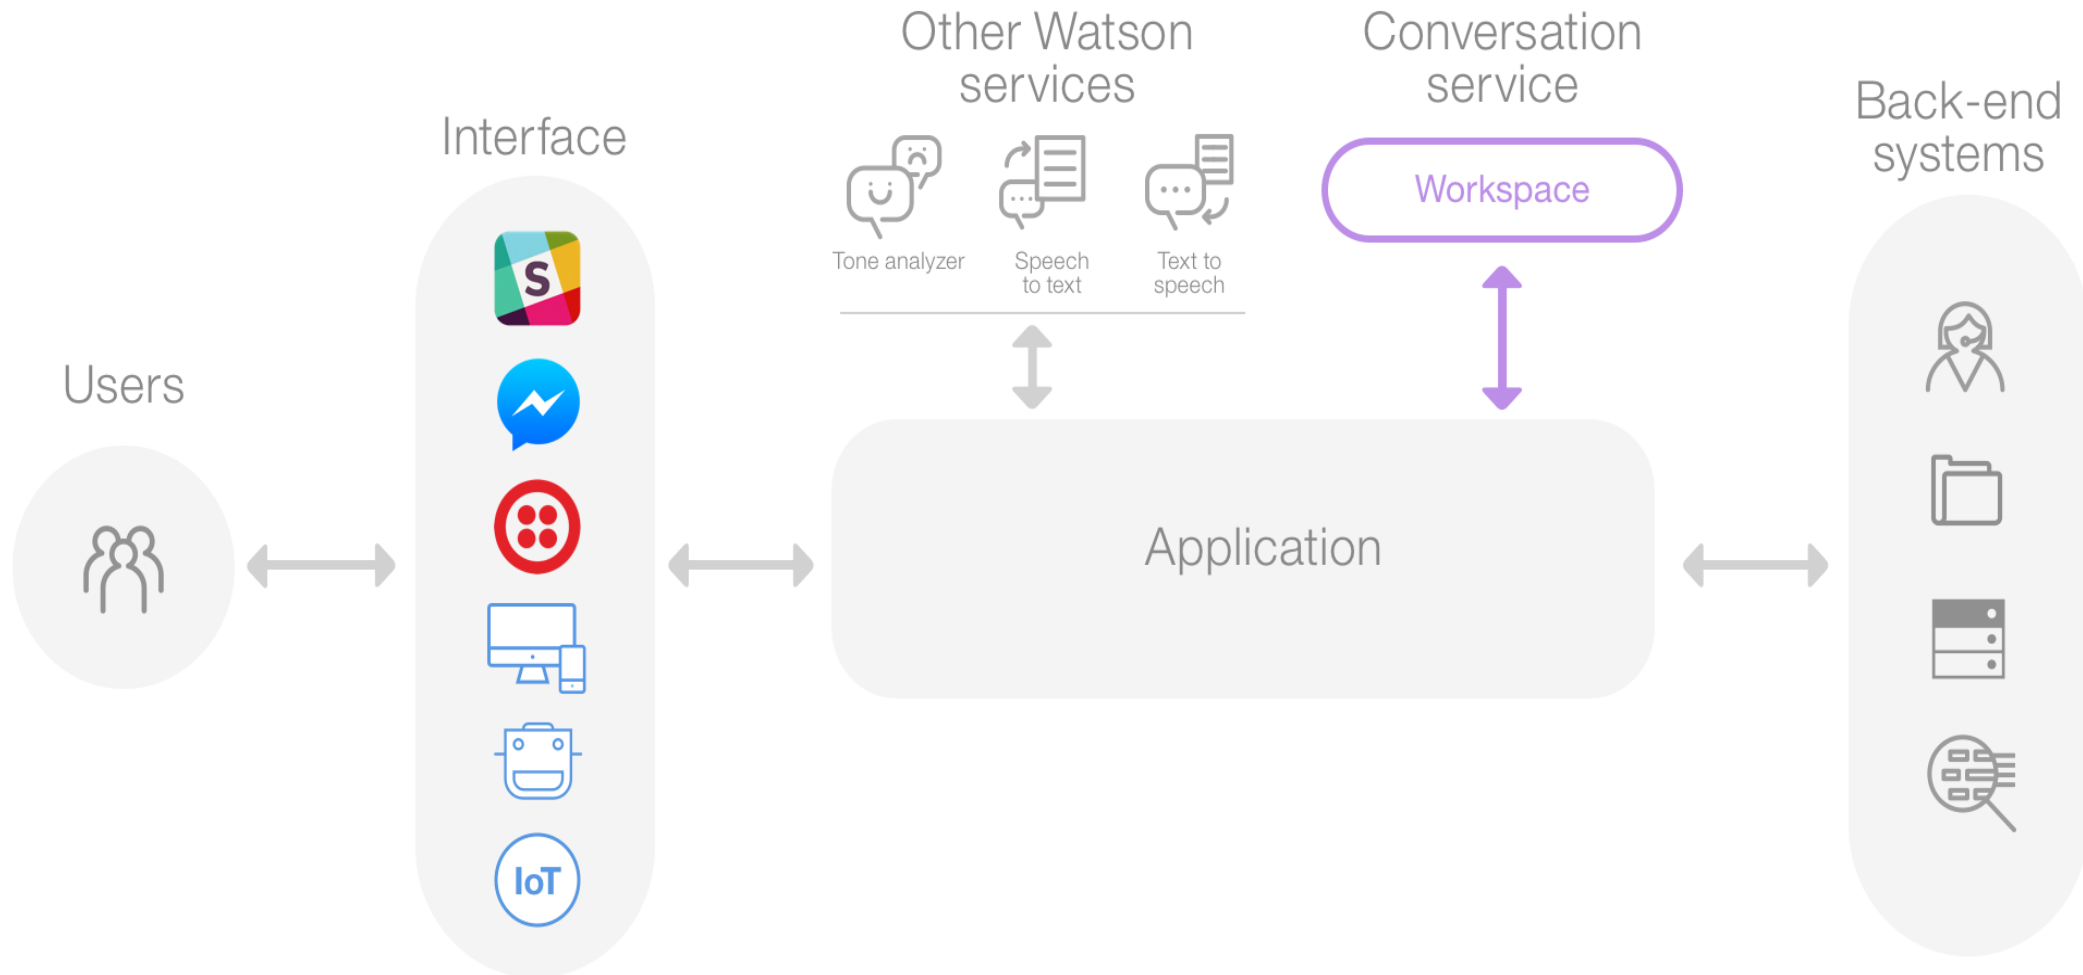 Users
Interface
S
IoT
Other Watson
services
Tone analyzer
Speech
to text
Text to
speech
Conversation
service
Workspace
Application
Back-end
systems